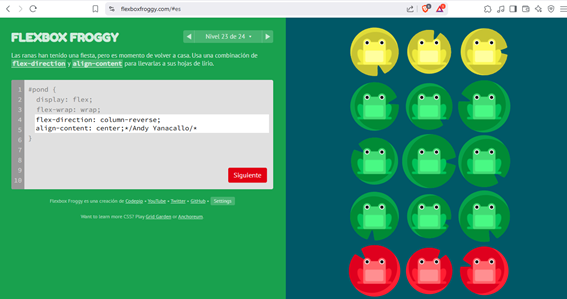 flexboxfroggy.com/#es
FLEXBOX FROGGY
Nivel 23 de 24
Las ranas han tenido una fiesta, pero es momento de volver a casa. Usa una combinación de
flex-direction y align-content para llevarlas a sus hojas de lirio.
1 #pond {
2 display: flex;
3 flex-wrap: wrap;
4 flex-direction: column-reverse;
5 align-content: center;*/Andy Yanacallo/*
6 }
7
8
9
10
Siguiente
Flexbox Froggy es una creación de Codepip • YouTube • Twitter • GitHub • Settings
Want to learn more CSS? Play Grid Garden or Anchoreum